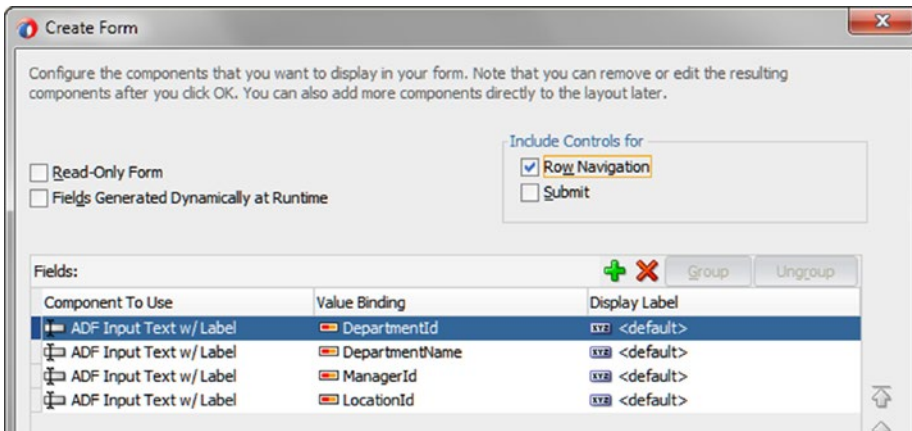 Create Form
Configure the components that you want to display in your form. Note that you can remove or edit the resulting
components after you click OK. You can also add more components directly to the layout later.
Include Controls for
Read-Only Form
Row Navigation
Fields Generated Dynamically at Runtime
Submit
Fields:
Group
Ungroup
Component To Use Value Binding Display Label
ADF Input Text w/ Label DepartmentId <default>
ADF Input Text w/ Label DepartmentName <default>
ADF Input Text w/ Label ManagerId <default>
ADF Input Text w/ Label LocationId <default>